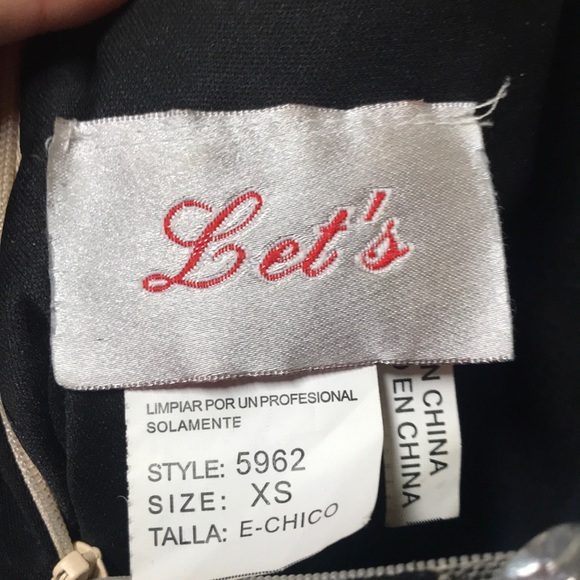 Let's
LIMPIAR POR UN PROFESIONAL
SOLAMENTE
STYLE: 5962
SIZE: XS
TALLA: E-CHICO
N CHINA
EN CHINA